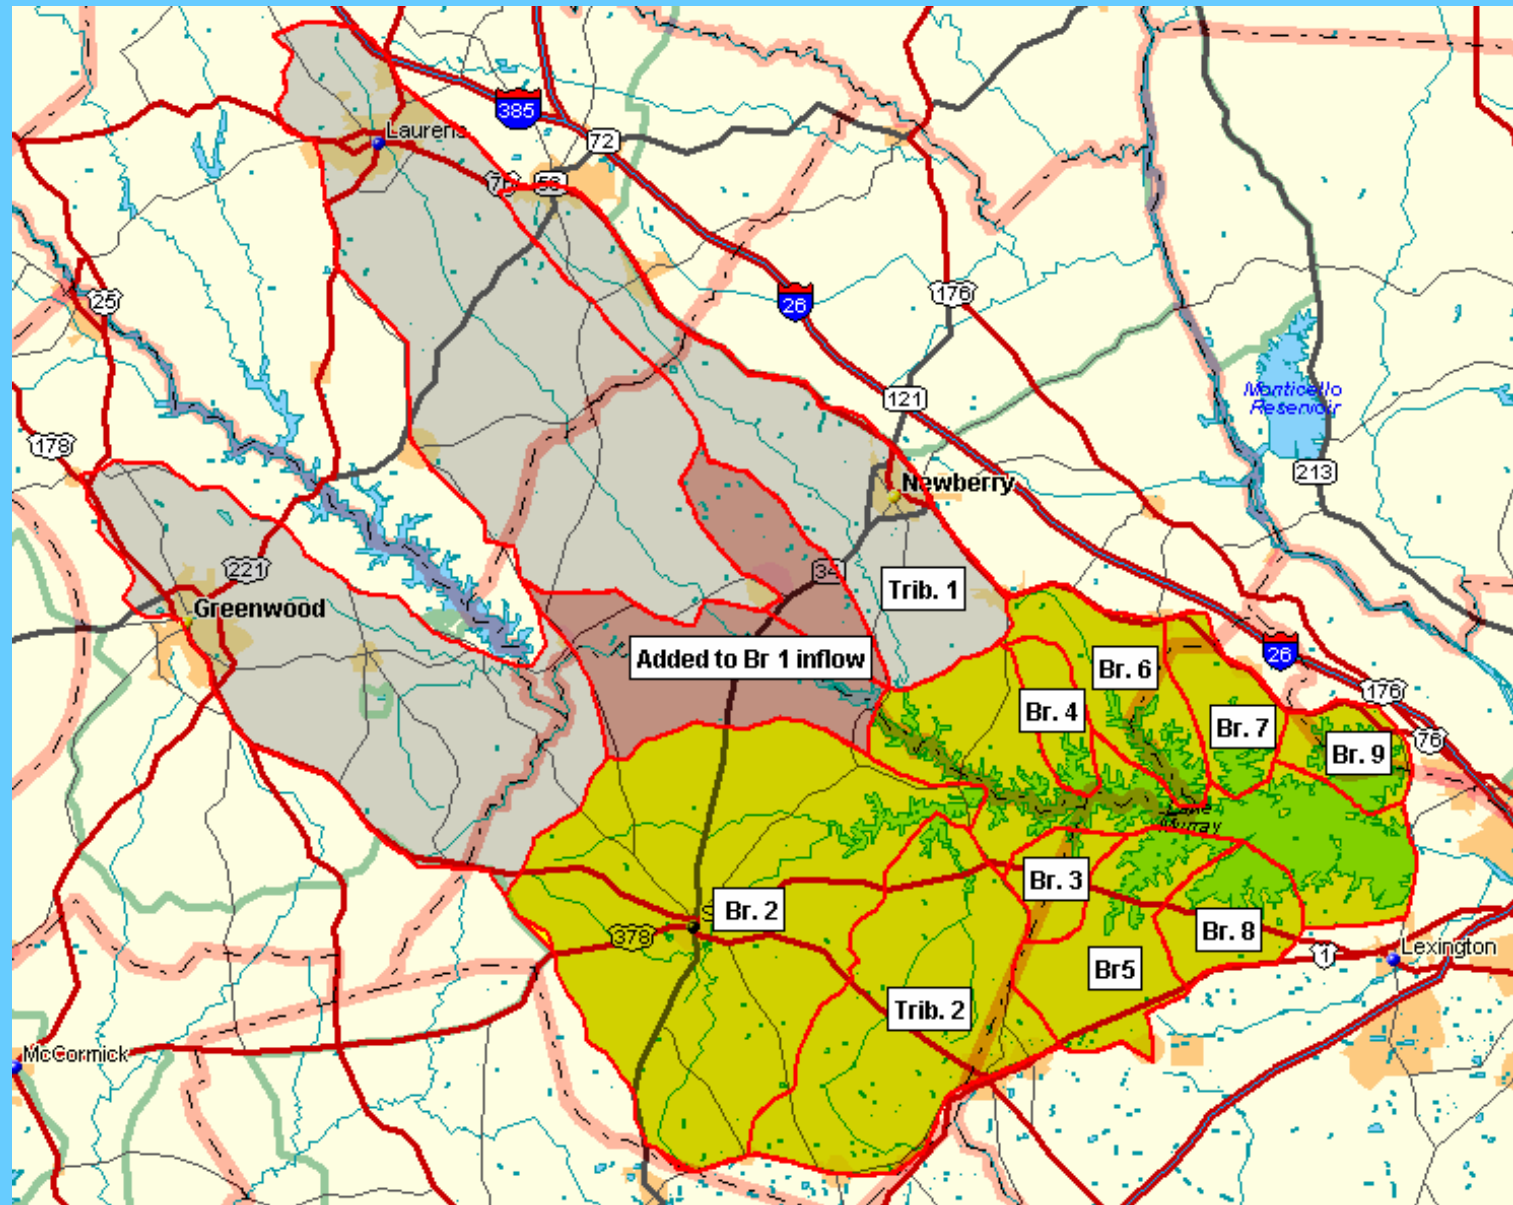 385
Laurens
72
76
56
25
26
176
121
Monticello
Reservoir
178
213
Newberry
221
34
Greenwood
Trib. 1
Added to Br 1 inflow
Br. 6
26
Br. 4
176
Br. 7
76
Br. 9
Lake
Murray
Br. 3
Br. 2
378
Br. 8
Lexington
1
Br5
Trib. 2
McCormick